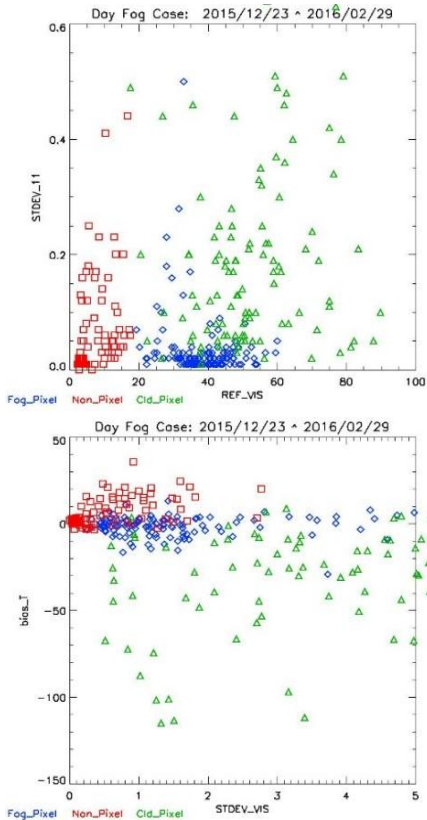 Day Fog Case: 2015/12/23 ^ 2016/02/29
0.6
0.4
0.2
0.0
STDEV_11
0 20 40 60 80 100
REF_VIS
Fog_Pixel Non_Pixel Cld_Pixel
Day Fog Case: 2015/12/23 ^ 2016/02/29
50
0
-50
-100
-150
bias_T
0 1 2 3 4 5
STDEV_VIS
Fog_Pixel Non_Pixel Cld_Pixel